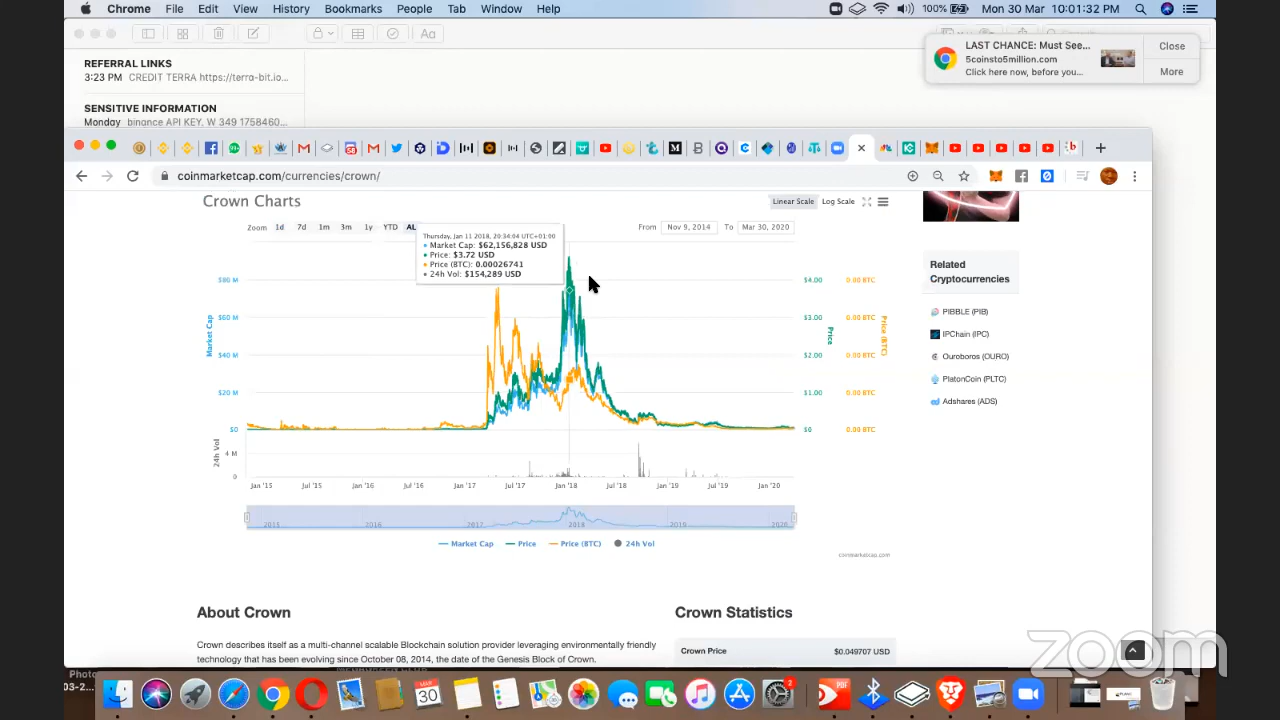 Chrome File Edit View History Bookmarks People Tab Window Help 100% Mon 30 Mar 10:01:32
Aa
LAST CHANCE: Must See...
5coinsto5million.com
Click here now, before you...
Close
More
REFERRAL LINKS
3:23 PM CREDIT TERRA https://terra-bit.io...
SENSITIVE INFORMATION
Monday binance API KEY, W 349 1758460...
coinmarketcap.com/currencies/crown/
Crown Charts
Linear Scale Log Scale
Zoom 1d 7d 1m 3m 1y YTD AL
From Nov 9, 2014 To Mar 30, 2020
Thursday, Jan 11 2018, 20:34:04 UTC+01:00
Market Cap: $62,156,828 USD
Price: $3.72 USD
Price (BTC): 0.00026741
24h Vol: $154,289 USD
$80 M $4.00 0.00 BTC
$60 M $3.00 0.00 BTC
$40 M $2.00 0.00 BTC
$20 M $1.00 0.00 BTC
$0 $0 0.00 BTC
Market Cap
Price
Price (BTC)
24h Vol
4 M
0
Jan '15 Jul '15 Jan '16 Jul '16 Jan '17 Jul '17 Jan '18 Jul '18 Jan '19 Jul '19 Jan '20
2015 2016 2017 2018 2019 2020
Market Cap Price Price (BTC) 24h Vol
coinmarketcap.com
Related
Cryptocurrencies
PIBBLE (PIB)
IPChain (IPC)
Ouroboros (OURO)
PlatonCoin (PLTC)
Adshares (ADS)
About Crown
Crown describes itself as a multi-channel scalable Blockchain solution provider leveraging environmentally friendly
technology that has been evolving since October 08, 2014, the date of the Genesis Block of Crown.
Crown Statistics
Crown Price $0.049707 USD
zoom
Photo
03-2...
30
2
PDF